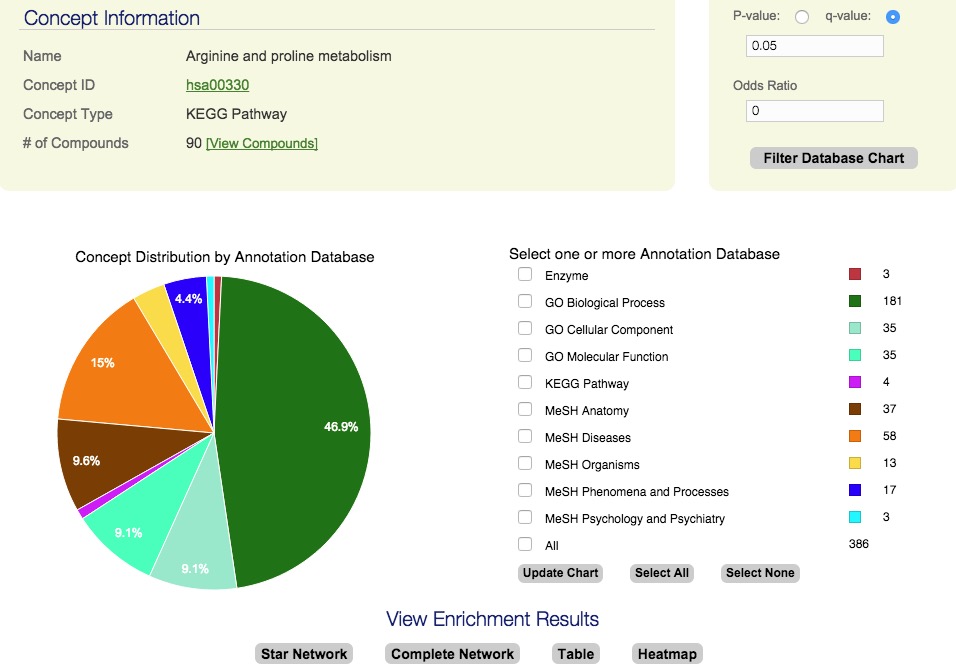 Concept Information
Name Arginine and proline metabolism
Concept ID hsa00330
Concept Type KEGG Pathway
# of Compounds 90 [View Compounds]
P-value: q-value:
0.05
Odds Ratio
0
Filter Database Chart
Concept Distribution by Annotation Database
4.4%
15%
46.9%
9.6%
9.1%
9.1%
Select one or more Annotation Database
Enzyme 3
GO Biological Process 181
GO Cellular Component 35
GO Molecular Function 35
KEGG Pathway 4
MeSH Anatomy 37
MeSH Diseases 58
MeSH Organisms 13
MeSH Phenomena and Processes 17
MeSH Psychology and Psychiatry 3
All 386
Update Chart Select All Select None
View Enrichment Results
Star Network Complete Network Table Heatmap